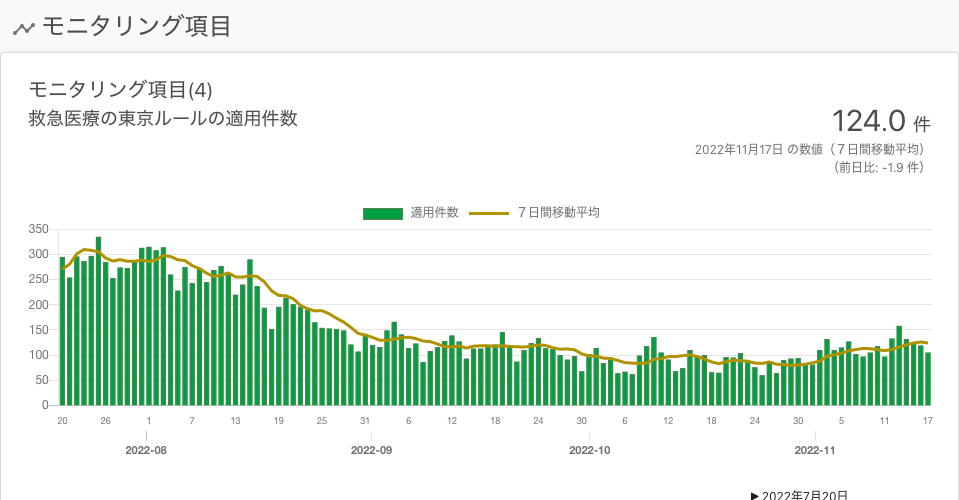 モニタリング項目
モニタリング項目(4)
救急医療の東京ルールの適用件数
124.0 件
2022年11月17日 の数値（７日間移動平均）
（前日比: -1.9 件）
適用件数 ７日間移動平均
350
300
250
200
150
100
50
0
20 26 1 7 13 19 25 31 6 12 18 24 30 6 12 18 24 30 5 11 17
2022-08 2022-09 2022-10 2022-11
▶ 2022年7月20日